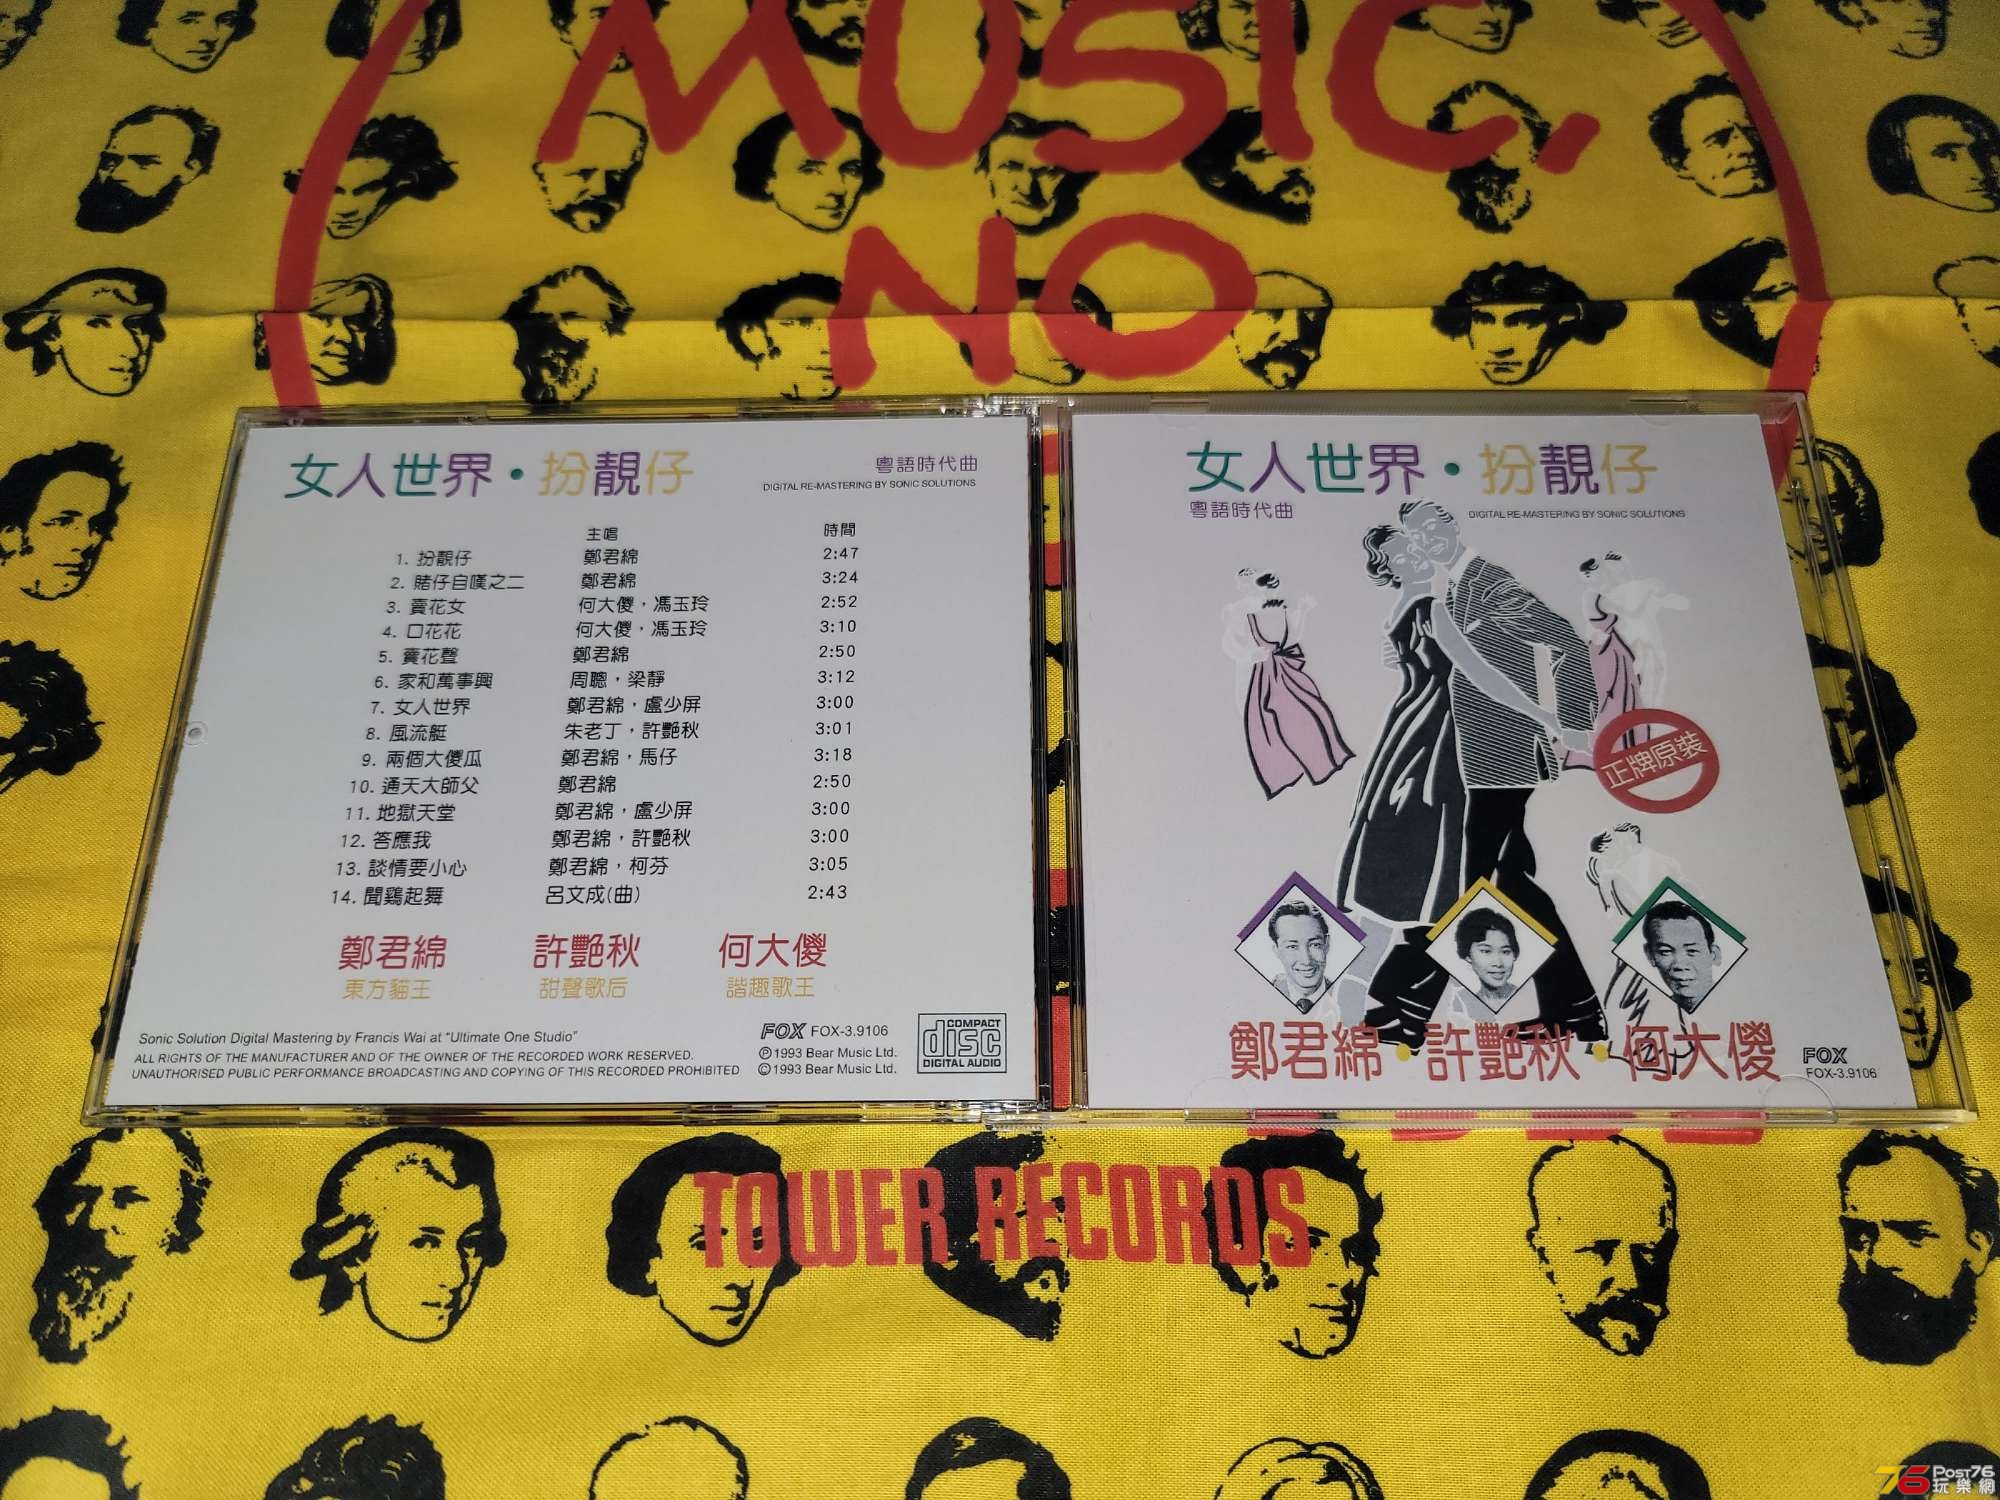 MUSIC,
NO
女人世界・扮靚仔
粵語時代曲
DIGITAL RE-MASTERING BY SONIC SOLUTIONS
主唱 時間
1. 扮靚仔 鄭君綿 2:47
2. 賭仔自嘆之二 鄭君綿 3:24
3. 賣花女 何大傻，馮玉玲 2:52
4. 口花花 何大傻，馮玉玲 3:10
5. 賣花聲 鄭君綿 2:50
6. 家和萬事興 周聰，梁靜 3:12
7. 女人世界 鄭君綿，盧少屏 3:00
8. 風流艇 朱老丁，許艷秋 3:01
9. 兩個大傻瓜 鄭君綿，馬仔 3:18
10. 通天大師父 鄭君綿 2:50
11. 地獄天堂 鄭君綿，盧少屏 3:00
12. 答應我 鄭君綿，許艷秋 3:00
13. 談情要小心 鄭君綿，柯芬 3:05
14. 聞鷄起舞 呂文成(曲) 2:43
鄭君綿 許艷秋 何大傻
東方貓王 甜聲歌后 諧趣歌王
Sonic Solution Digital Mastering by Francis Wai at "Ultimate One Studio"
ALL RIGHTS OF THE MANUFACTURER AND OF THE OWNER OF THE RECORDED WORK RESERVED.
UNAUTHORISED PUBLIC PERFORMANCE BROADCASTING AND COPYING OF THIS RECORDED PROHIBITED
FOX FOX-3.9106
Ⓟ1993 Bear Music Ltd.
©1993 Bear Music Ltd.
COMPACT
disc
DIGITAL AUDIO
女人世界・扮靚仔
粵語時代曲
DIGITAL RE-MASTERING BY SONIC SOLUTIONS
正牌原裝
鄭君綿・許艷秋・何大傻
FOX
FOX-3.9106
TOWER RECORDS
76 Post76
玩樂網